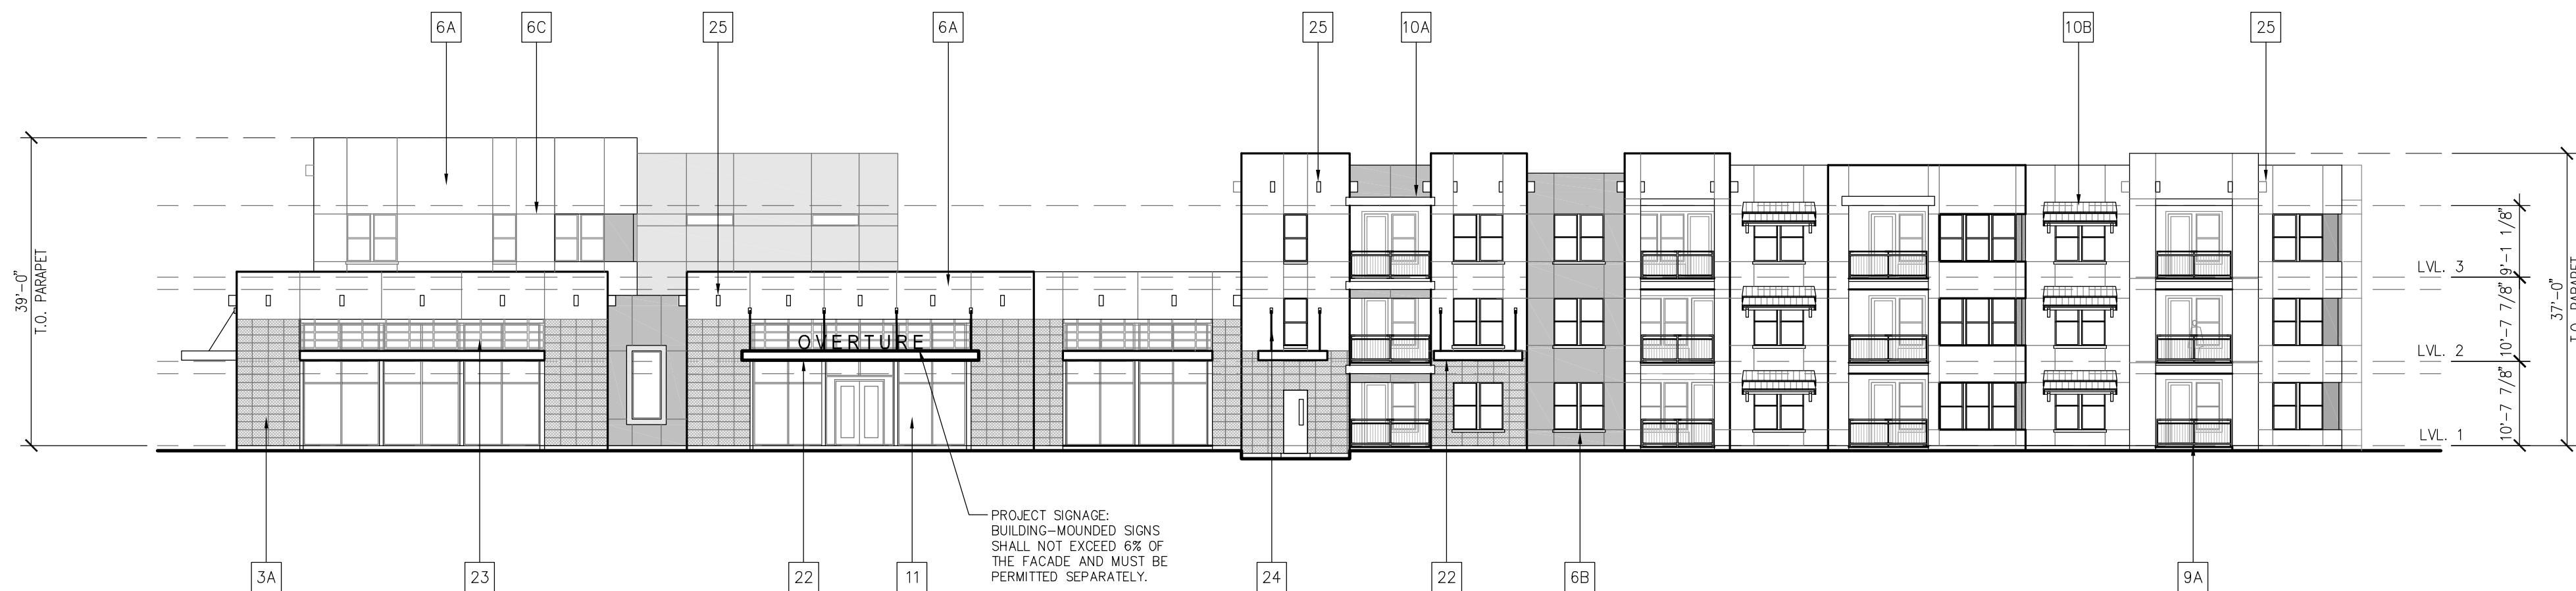 6A
6C
25
6A
25
10A
10B
25
39'-0"
T.O. PARAPET
OVERTURE
LVL. 3
LVL. 2
LVL. 1
9'-1 1/8"
10'-7 7/8"
10'-7 7/8"
37'-0"
T.O. PARAPET
PROJECT SIGNAGE:
BUILDING-MOUNDED SIGNS
SHALL NOT EXCEED 6% OF
THE FACADE AND MUST BE
PERMITTED SEPARATELY.
3A
23
22
11
24
22
6B
9A